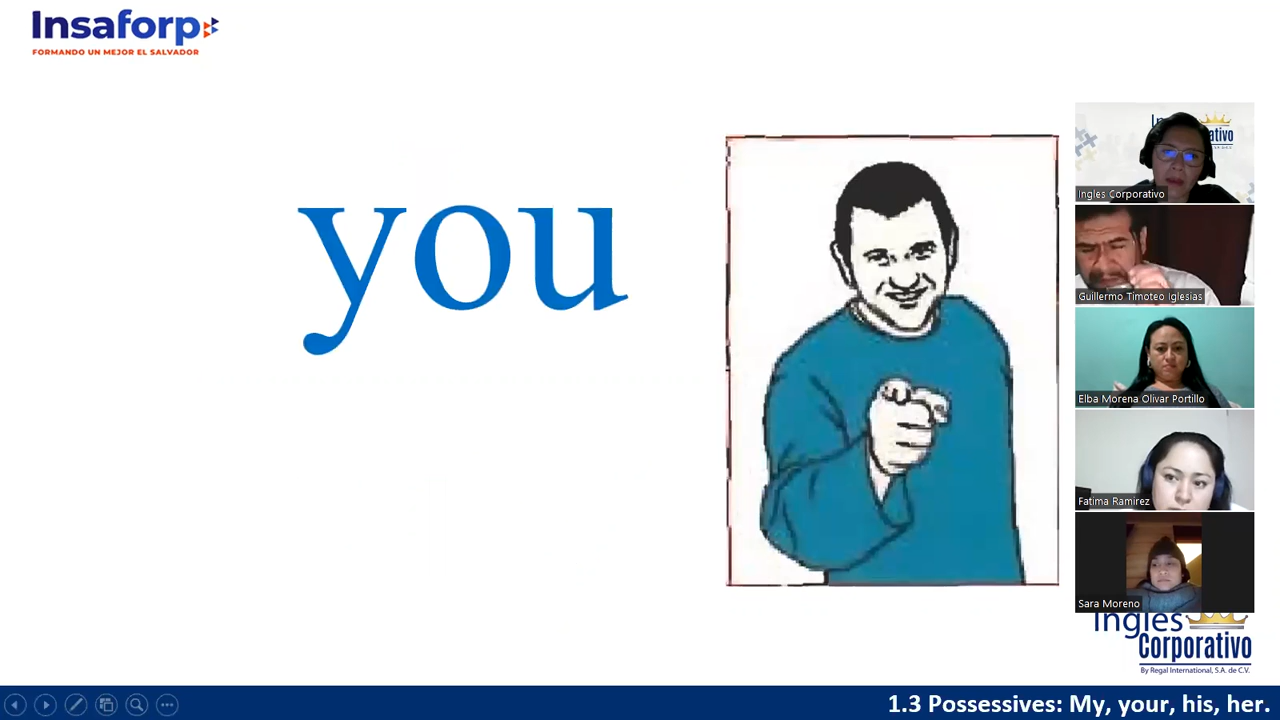 Insaforp
FORMANDO UN MEJOR EL SALVADOR
you
ativo
Ingles Corporativo
Guillermo Timoteo Iglesias
Elba Morena Olivar Portillo
Fatima Ramirez
Sara Moreno
Ingles
Corporativo
By Regal International, S.A. de C.V.
1.3 Possessives: My, your, his, her.